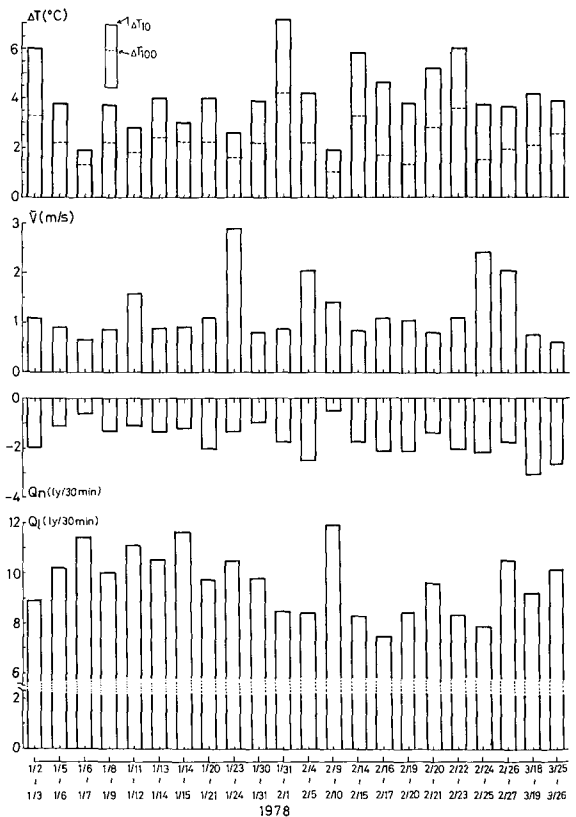 ΔT(°C)
ΔT10
ΔT100
6
4
2
0
V̄(m/s)
3
2
1
0
0
-2
-4
Qn(ly/30min)
Q↓(ly/30min)
12
10
8
6
2
0
1/2 1/5 1/6 1/8 1/11 1/13 1/14 1/20 1/23 1/30 1/31 2/4 2/9 2/14 2/16 2/19 2/20 2/22 2/24 2/26 3/18 3/25
~ ~ ~ ~ ~ ~ ~ ~ ~ ~ ~ ~ ~ ~ ~ ~ ~ ~ ~ ~ ~ ~
1/3 1/6 1/7 1/9 1/12 1/14 1/15 1/21 1/24 1/31 2/1 2/5 2/10 2/15 2/17 2/20 2/21 2/23 2/25 2/27 3/19 3/26
1978